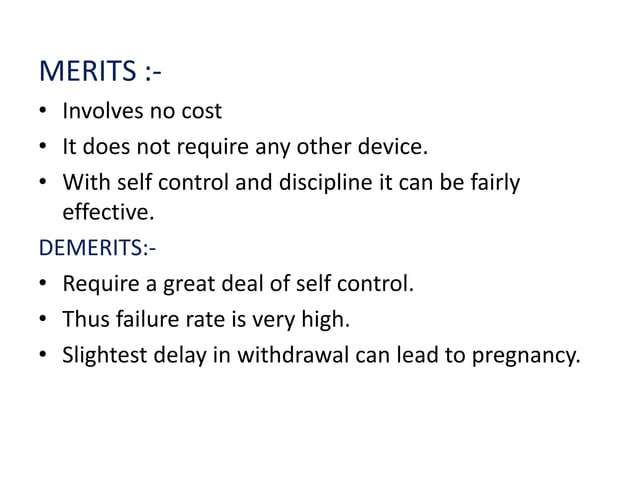 MERITS :-
• Involves no cost
• It does not require any other device.
• With self control and discipline it can be fairly
effective.
DEMERITS:-
• Require a great deal of self control.
• Thus failure rate is very high.
• Slightest delay in withdrawal can lead to pregnancy.